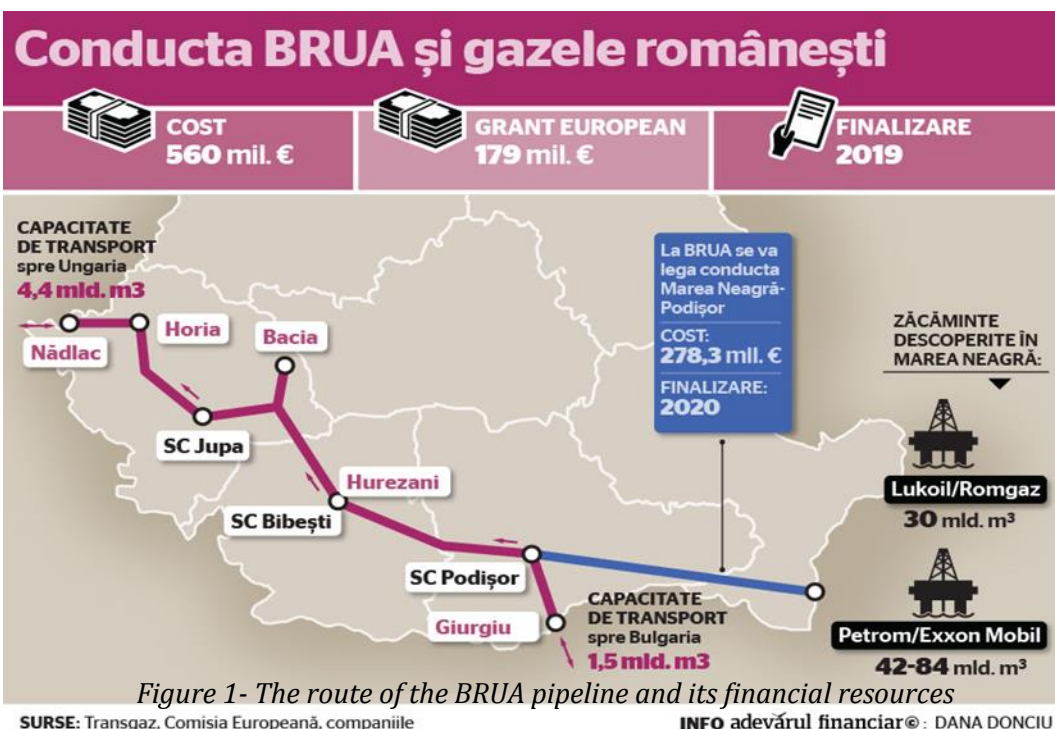 Conducta BRUA și gazele românești
COST
560 mil. €
GRANT EUROPEAN
179 mil. €
FINALIZARE
2019
CAPACITATE
DE TRANSPORT
spre Ungaria
4,4 mld. m3
Nădlac
Horia
Bacia
SC Jupa
Hurezani
SC Bibești
SC Podișor
Giurgiu
CAPACITATE
DE TRANSPORT
spre Bulgaria
1,5 mld. m3
La BRUA se va
lega conducta
Marea Neagră-
Podișor
COST:
278,3 mll. €
FINALIZARE:
2020
ZĂCĂMINTE
DESCOPERITE ÎN
MAREA NEAGRĂ:
Lukoil/Romgaz
30 mld. m³
Petrom/Exxon Mobil
42-84 mld. m³
Figure 1- The route of the BRUA pipeline and its financial resources
SURSE: Transgaz, Comisia Europeană, companiile
INFO adevărul financiar©: DANA DONCIU